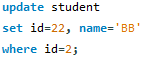 update student
set id=22, name='BB'
where id=2;